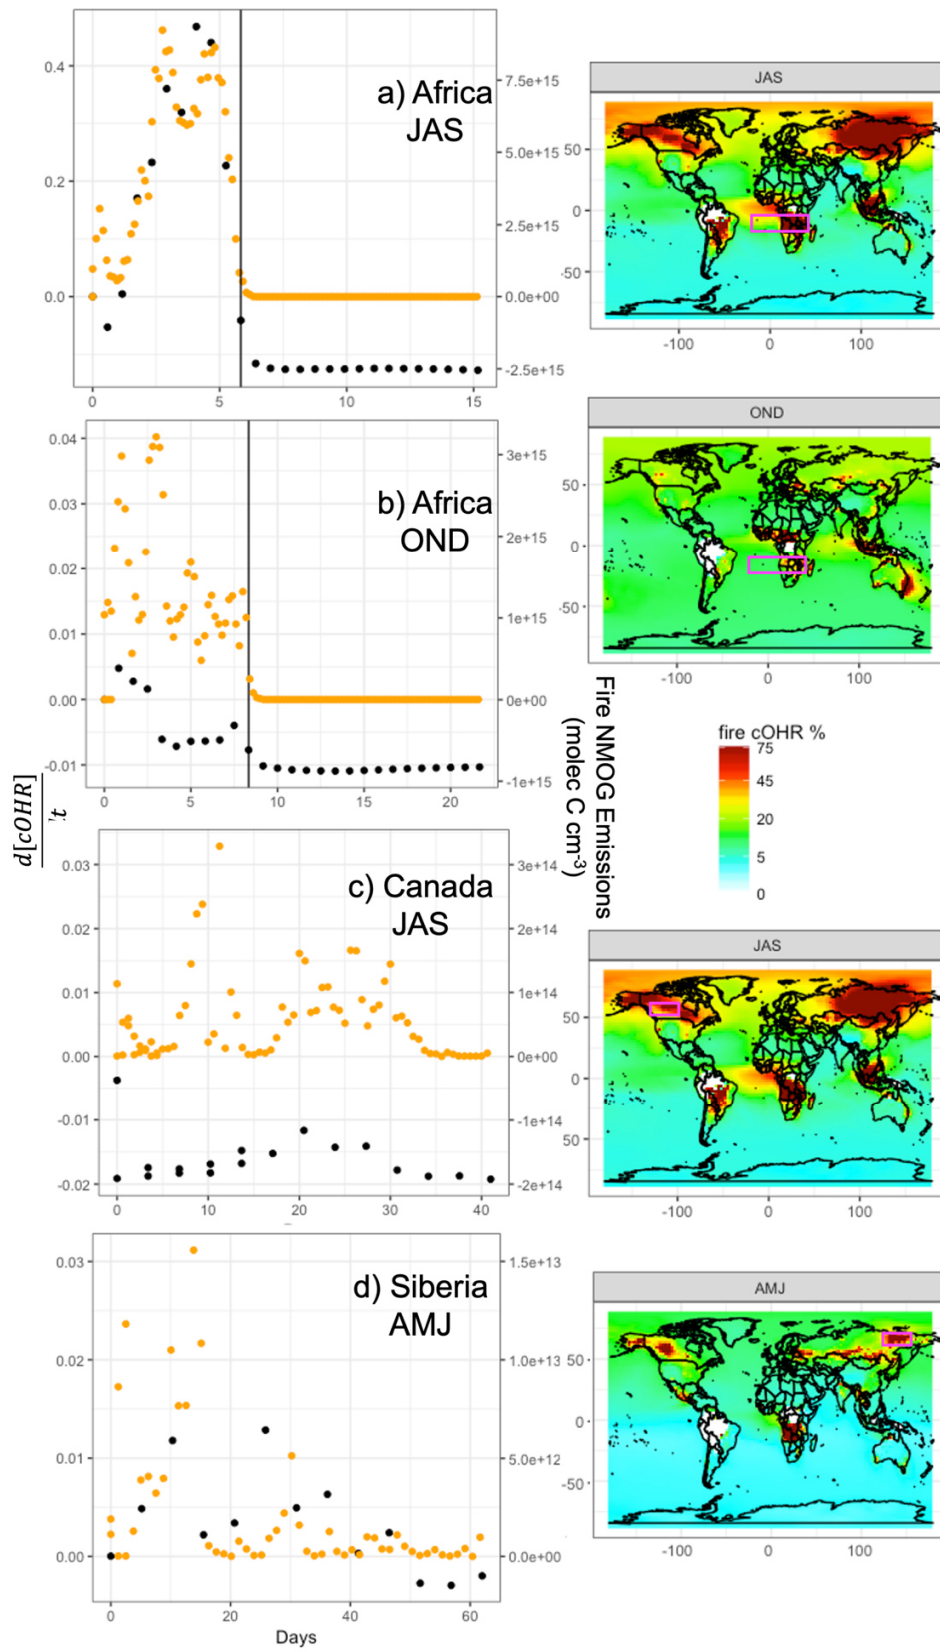 a) Africa
JAS
0.4
0.2
0.0
7.5e+15
5.0e+15
2.5e+15
0.0e+00
-2.5e+15
0
5
10
15
JAS
50
0
-50
-100
0
100
b) Africa
OND
0.04
0.03
0.02
0.01
0.00
-0.01
3e+15
2e+15
1e+15
0e+00
-1e+15
0
5
10
15
20
OND
50
0
-50
-100
0
100
d[cOHR]
't
Fire NMOG Emissions
(molec C cm-3)
fire cOHR %
75
45
20
5
0
c) Canada
JAS
0.03
0.02
0.01
0.00
-0.01
-0.02
3e+14
2e+14
1e+14
0e+00
-1e+14
-2e+14
0
10
20
30
40
JAS
50
0
50
-100
0
100
d) Siberia
AMJ
0.03
0.02
0.01
0.00
1.5e+13
1.0e+13
5.0e+12
0.0e+00
0
20
40
60
Days
AMJ
50
0
-50
-100
0
100